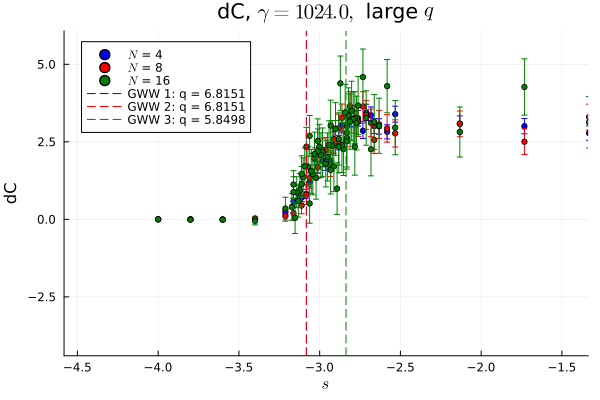 dC, γ = 1024.0, large q
N = 4
N = 8
N = 16
GWW 1: q = 6.8151
GWW 2: q = 6.8151
GWW 3: q = 5.8498
dC
5.0
2.5
0.0
−2.5
−4.5 −4.0 −3.5 −3.0 −2.5 −2.0 −1.5
s